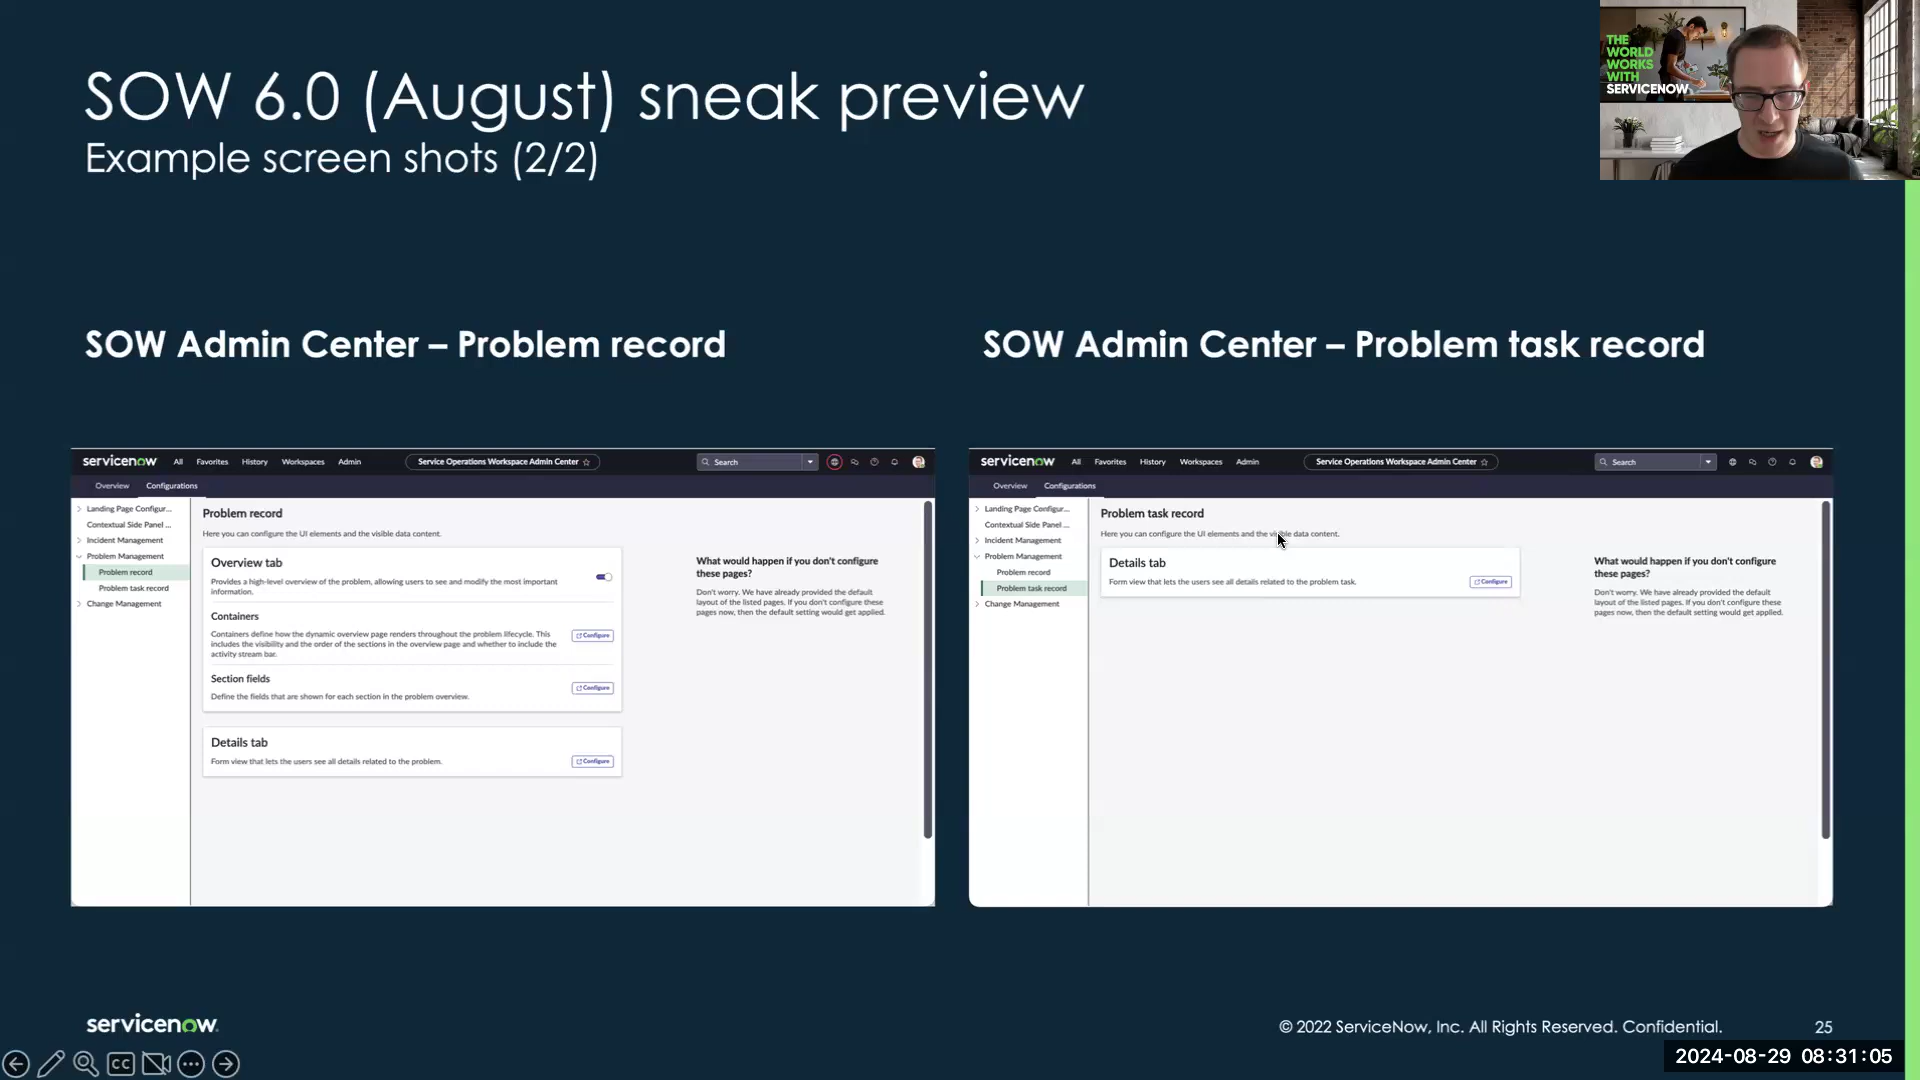 SOW 6.0 (August) sneak preview
Example screen shots (2/2)
THE
WORLD
WORKS
WITH
SERVICENOW
SOW Admin Center – Problem record
servicenow
All
Favorites
History
Workspaces
Admin
Service Operations Workspace Admin Center
Search
Overview
Configurations
Landing Page Configur...
Contextual Side Panel ...
Incident Management
Problem Management
Problem record
Problem task record
Change Management
Problem record
Here you can configure the UI elements and the visible data content.
Overview tab
Provides a high-level overview of the problem, allowing users to see and modify the most important
information.
Containers
Containers define how the dynamic overview page renders throughout the problem lifecycle. This
includes the visibility and the order of the sections in the overview page and whether to include the
activity stream bar.
Configure
Section fields
Define the fields that are shown for each section in the problem overview.
Configure
Details tab
Form view that lets the users see all details related to the problem.
Configure
What would happen if you don't configure
these pages?
Don't worry. We have already provided the default
layout of the listed pages. If you don't configure these
pages now, then the default setting would get applied.
SOW Admin Center – Problem task record
servicenow
All
Favorites
History
Workspaces
Admin
Service Operations Workspace Admin Center
Search
Overview
Configurations
Landing Page Configur...
Contextual Side Panel ...
Incident Management
Problem Management
Problem record
Problem task record
Change Management
Problem task record
Here you can configure the UI elements and the visible data content.
Details tab
Form view that lets the users see all details related to the problem task.
Configure
What would happen if you don't configure
these pages?
Don't worry. We have already provided the default
layout of the listed pages. If you don't configure these
pages now, then the default setting would get applied.
servicenow.
© 2022 ServiceNow, Inc. All Rights Reserved. Confidential.
25
CC
2024-08-29 08:31:05